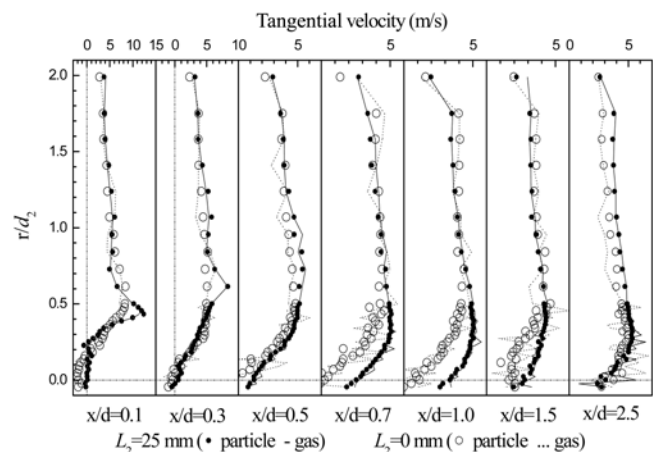 Tangential velocity (m/s)
0 5 10 15 0 5 10 0 5 0 5 0 5 0 5 0 5
2.0
1.5
r/d₂
1.0
0.5
0.0
x/d=0.1 x/d=0.3 x/d=0.5 x/d=0.7 x/d=1.0 x/d=1.5 x/d=2.5
L₂=25 mm (• particle - gas) L₂=0 mm (○ particle ... gas)